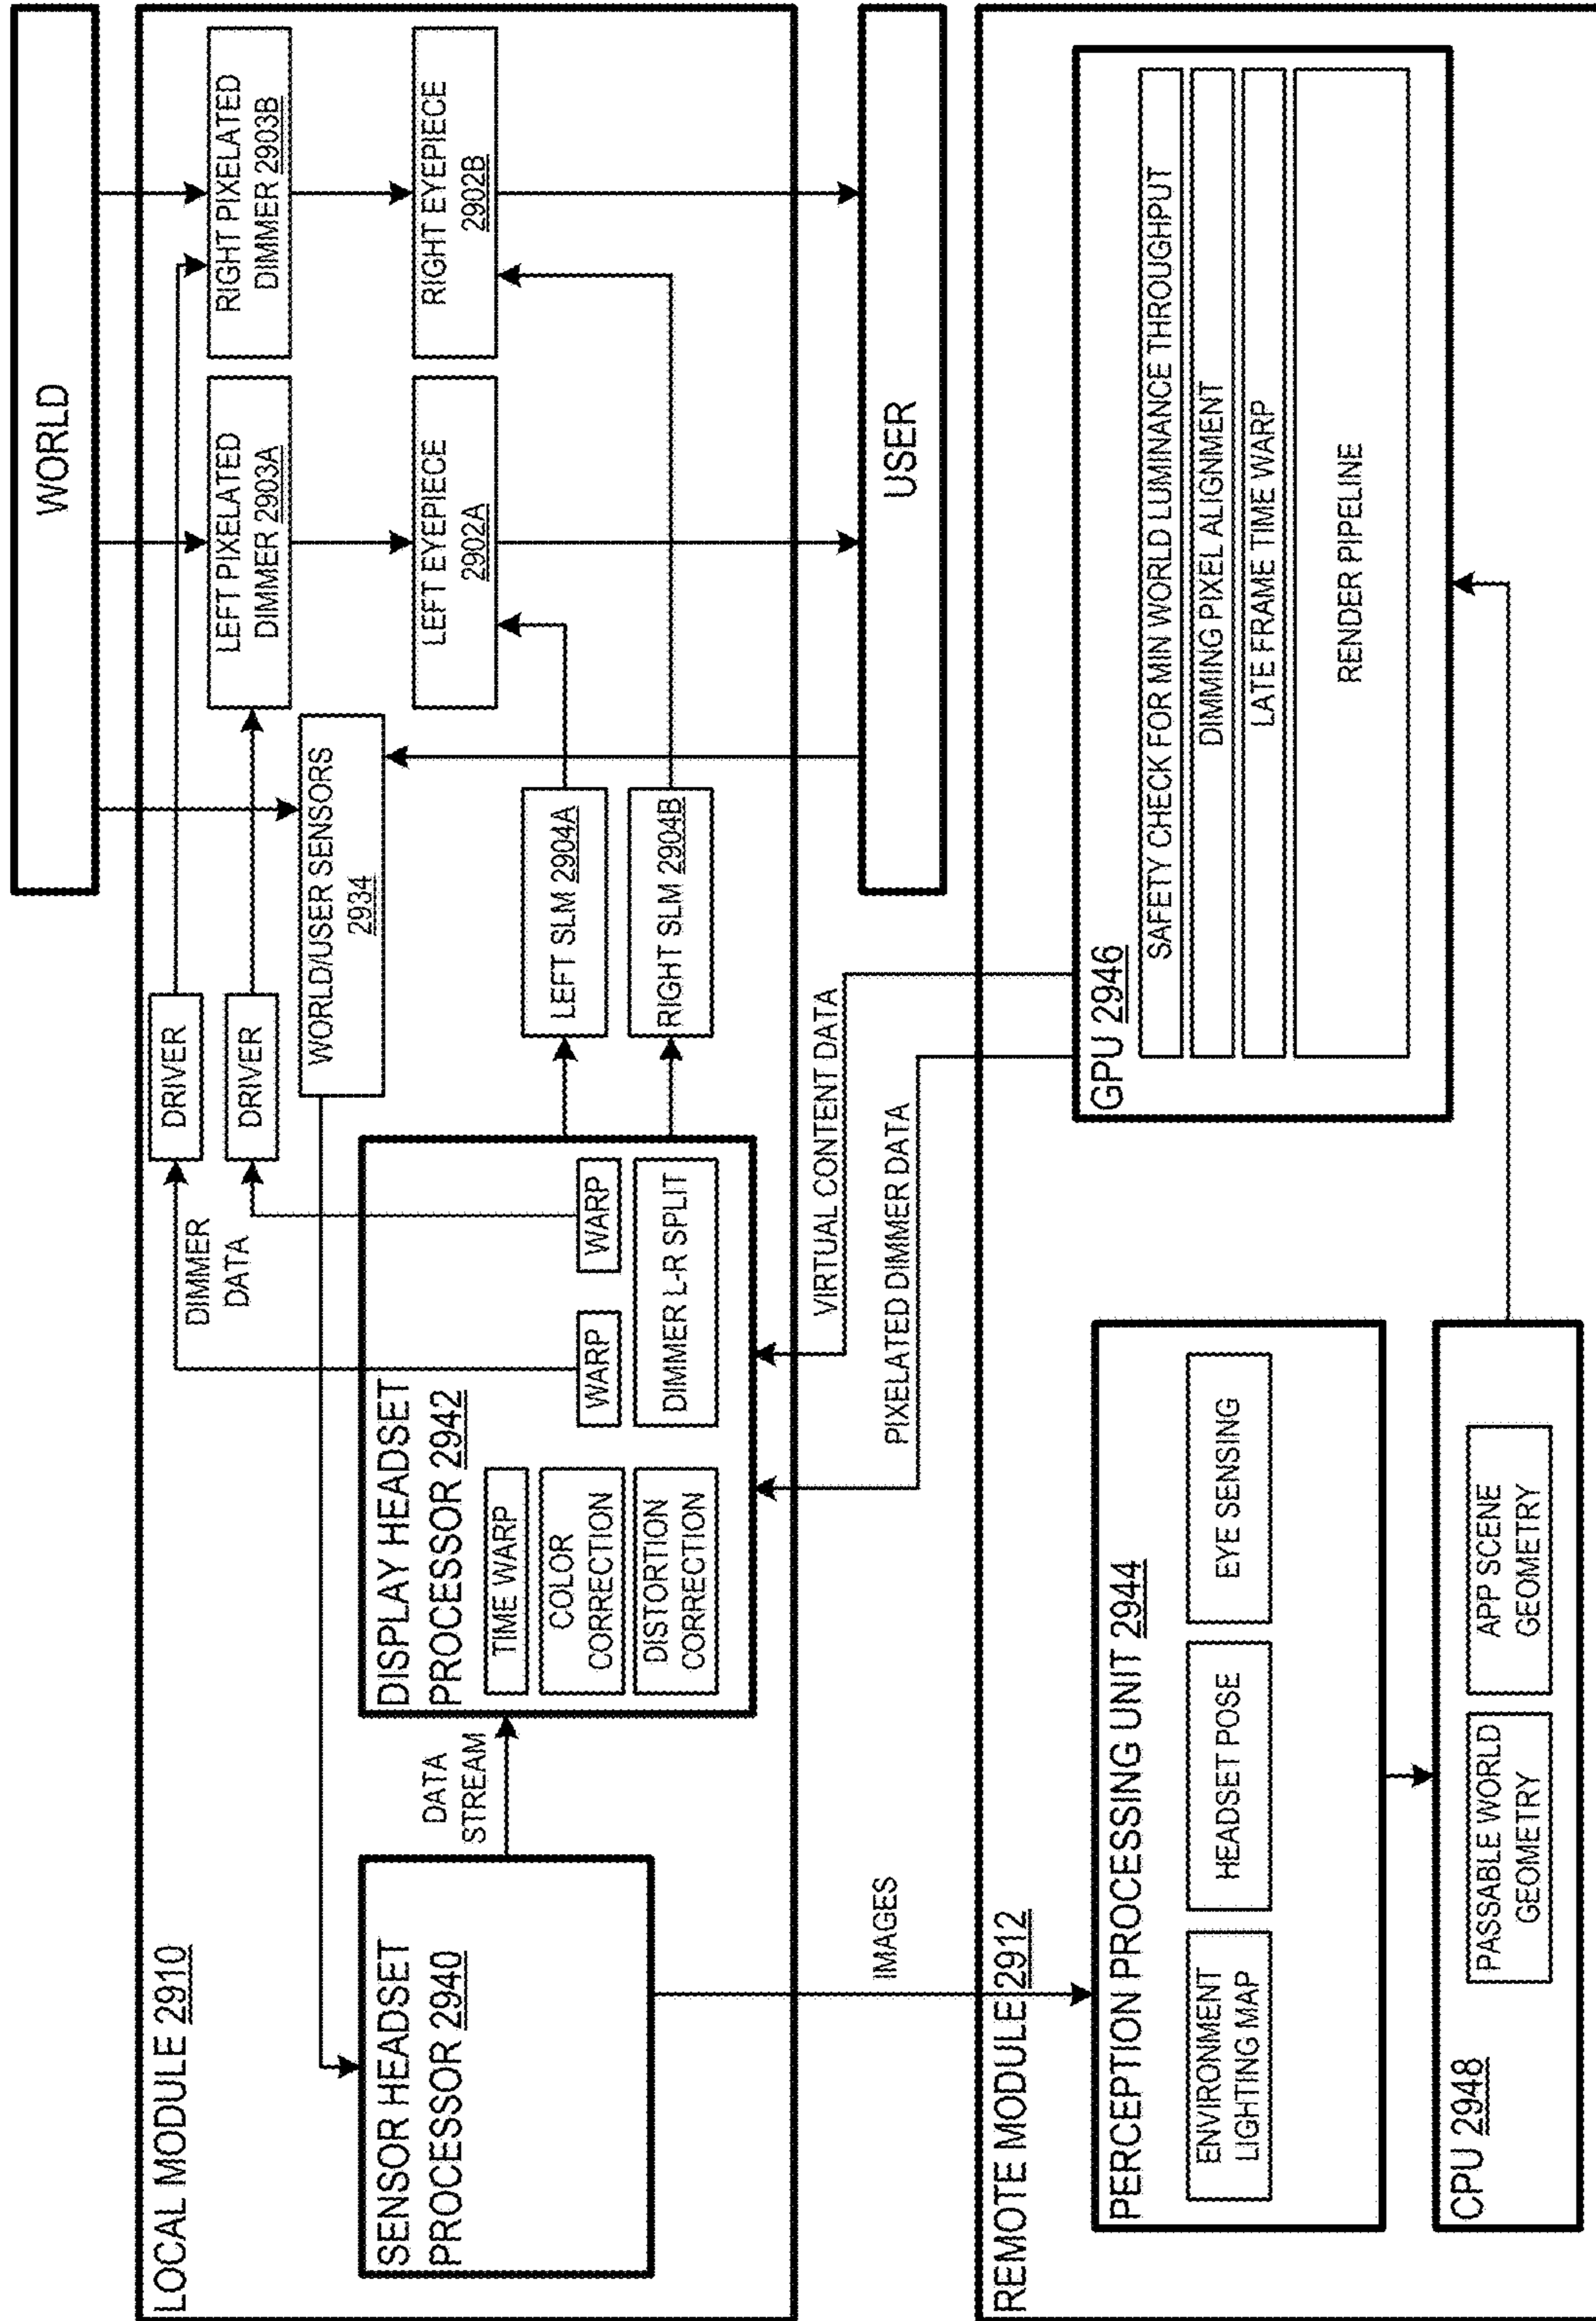 WORLD
LOCAL MODULE 2910
RIGHT PIXELATED
DIMMER 2903B
LEFT PIXELATED
DIMMER 2903A
RIGHT EYEPIECE
2902B
LEFT EYEPIECE
2902A
DRIVER
DRIVER
DIMMER
DATA
WORLD/USER SENSORS
2934
LEFT SLM 2904A
RIGHT SLM 2904B
SENSOR HEADSET
PROCESSOR 2940
DATA
STREAM
DISPLAY HEADSET
PROCESSOR 2942
TIME WARP
COLOR
CORRECTION
DISTORTION
CORRECTION
WARP
WARP
DIMMER L-R SPLIT
USER
IMAGES
VIRTUAL CONTENT DATA
PIXELATED DIMMER DATA
REMOTE MODULE 2912
PERCEPTION PROCESSING UNIT 2944
ENVIRONMENT
LIGHTING MAP
HEADSET POSE
EYE SENSING
CPU 2948
PASSABLE WORLD
GEOMETRY
APP SCENE
GEOMETRY
GPU 2946
SAFETY CHECK FOR MIN WORLD LUMINANCE THROUGHPUT
DIMMING PIXEL ALIGNMENT
LATE FRAME TIME WARP
RENDER PIPELINE